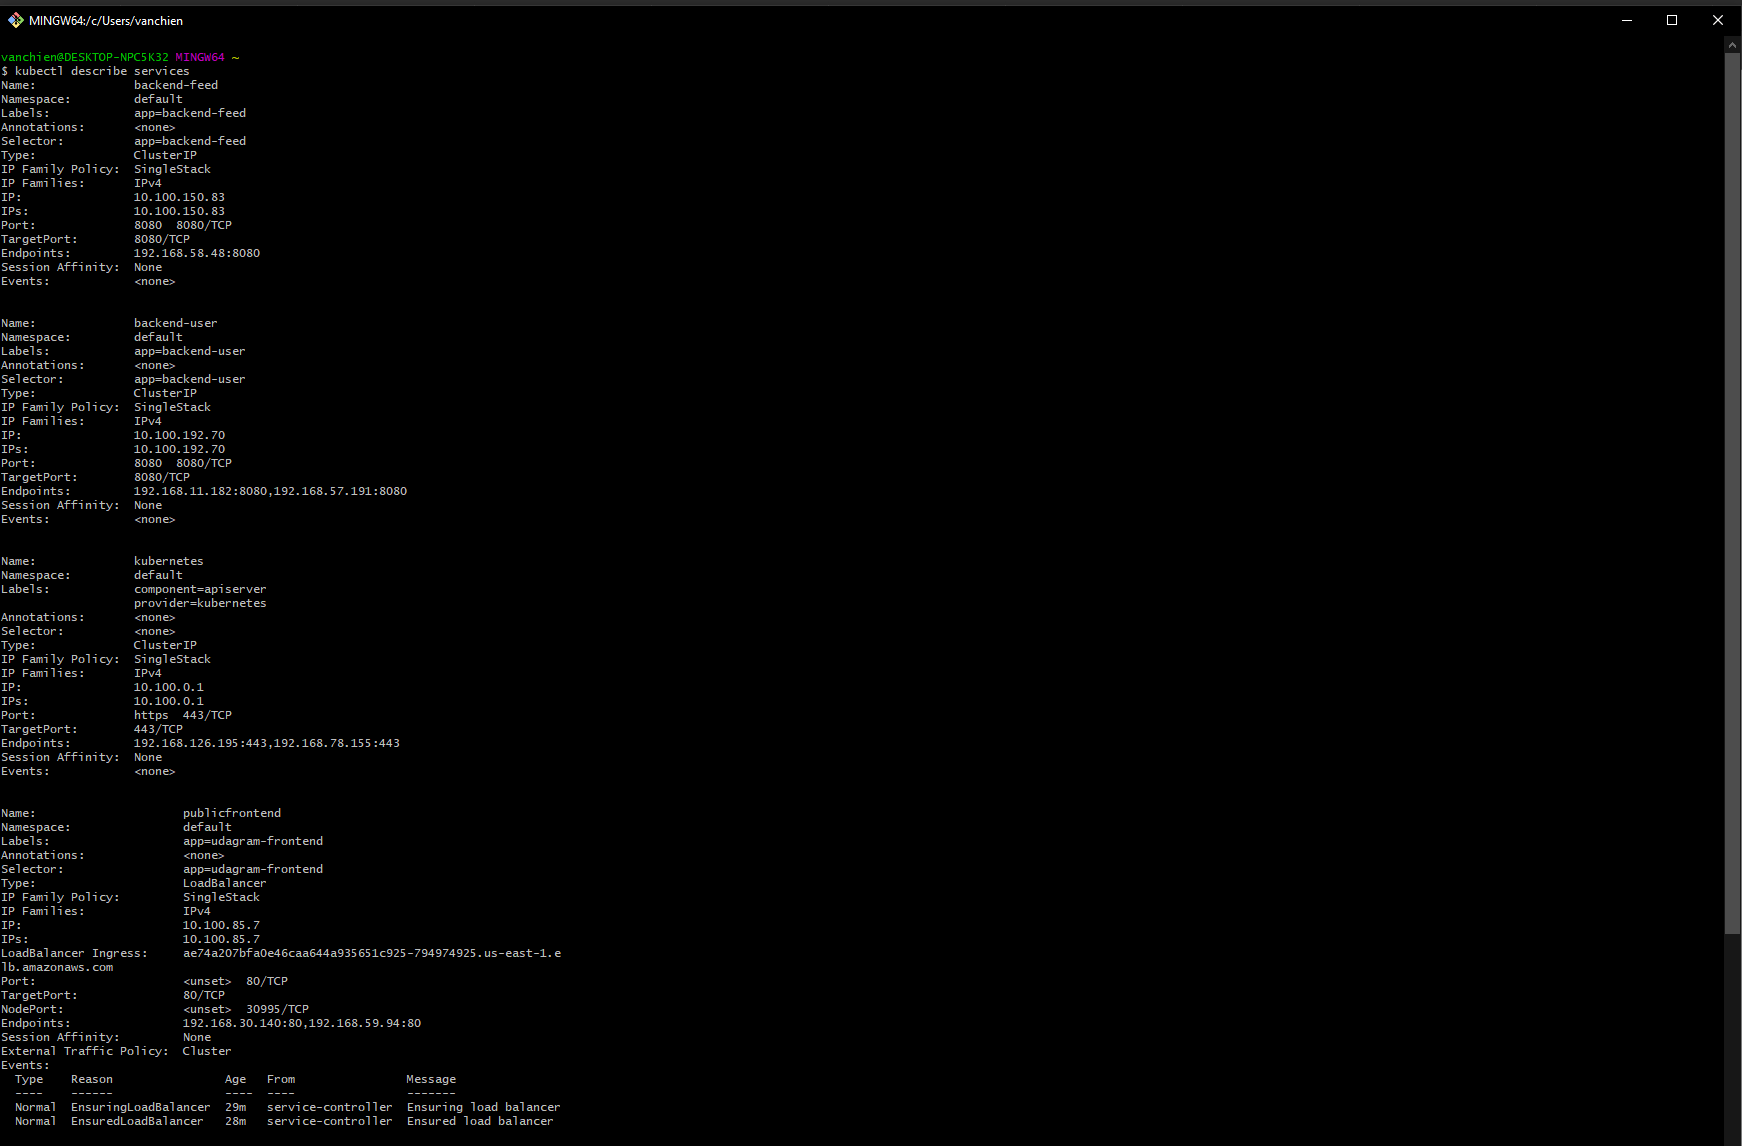 MINGW64:/c/Users/vanchien
vanchien@DESKTOP-NPC5K32 MINGW64 ~
$ kubectl describe services
Name:              backend-feed
Namespace:         default
Labels:            app=backend-feed
Annotations:       <none>
Selector:          app=backend-feed
Type:              ClusterIP
IP Family Policy:  SingleStack
IP Families:       IPv4
IP:                10.100.150.83
IPs:               10.100.150.83
Port:              8080  8080/TCP
TargetPort:        8080/TCP
Endpoints:         192.168.58.48:8080
Session Affinity:  None
Events:            <none>
Name:              backend-user
Namespace:         default
Labels:            app=backend-user
Annotations:       <none>
Selector:          app=backend-user
Type:              ClusterIP
IP Family Policy:  SingleStack
IP Families:       IPv4
IP:                10.100.192.70
IPs:               10.100.192.70
Port:              8080  8080/TCP
TargetPort:        8080/TCP
Endpoints:         192.168.11.182:8080,192.168.57.191:8080
Session Affinity:  None
Events:            <none>
Name:              kubernetes
Namespace:         default
Labels:            component=apiserver
                   provider=kubernetes
Annotations:       <none>
Selector:          <none>
Type:              ClusterIP
IP Family Policy:  SingleStack
IP Families:       IPv4
IP:                10.100.0.1
IPs:               10.100.0.1
Port:              https  443/TCP
TargetPort:        443/TCP
Endpoints:         192.168.126.195:443,192.168.78.155:443
Session Affinity:  None
Events:            <none>
Name:                     publicfrontend
Namespace:                default
Labels:                   app=udagram-frontend
Annotations:              <none>
Selector:                 app=udagram-frontend
Type:                     LoadBalancer
IP Family Policy:         SingleStack
IP Families:              IPv4
IP:                       10.100.85.7
IPs:                      10.100.85.7
LoadBalancer Ingress:     ae74a207bfa0e46caa644a935651c925-794974925.us-east-1.e
lb.amazonaws.com
Port:                     <unset>  80/TCP
TargetPort:               80/TCP
NodePort:                 <unset>  30995/TCP
Endpoints:                192.168.30.140:80,192.168.59.94:80
Session Affinity:         None
External Traffic Policy:  Cluster
Events:
  Type    Reason                Age   From                Message
  ----    ------                ----  ----                -------
  Normal  EnsuringLoadBalancer  29m   service-controller  Ensuring load balancer
  Normal  EnsuredLoadBalancer   28m   service-controller  Ensured load balancer